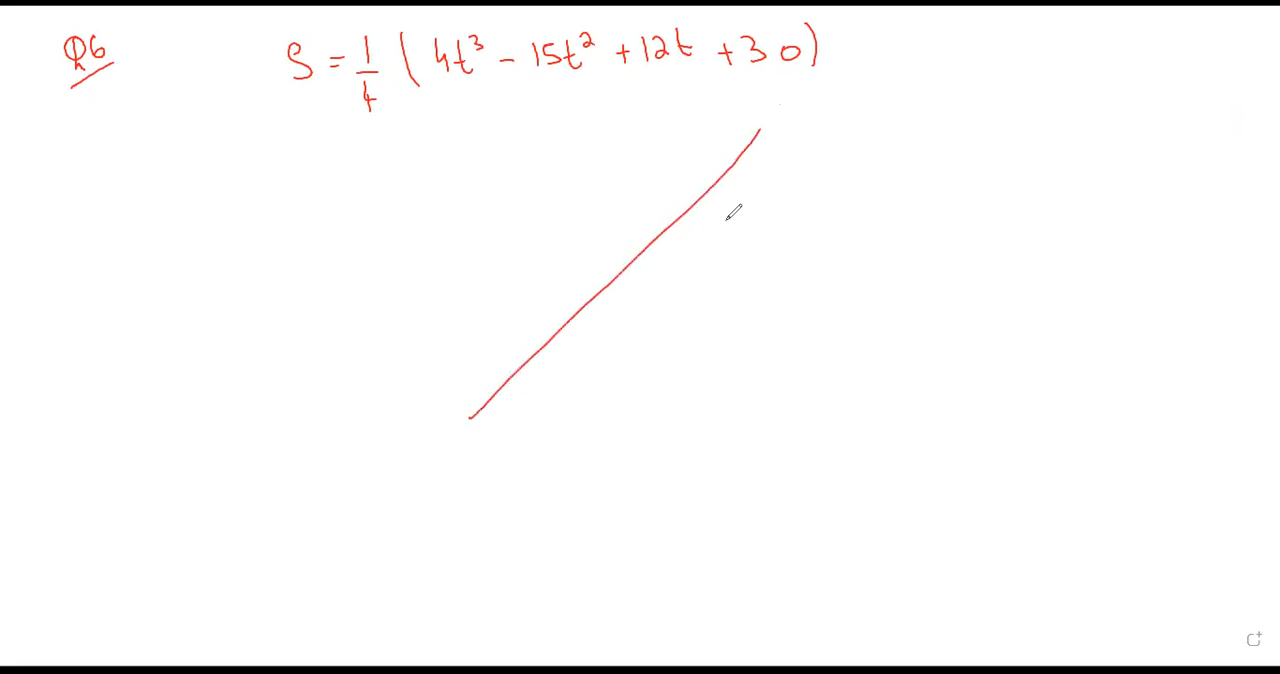 Q6
S = 1/4 (4t³ - 15t² + 12t + 30)